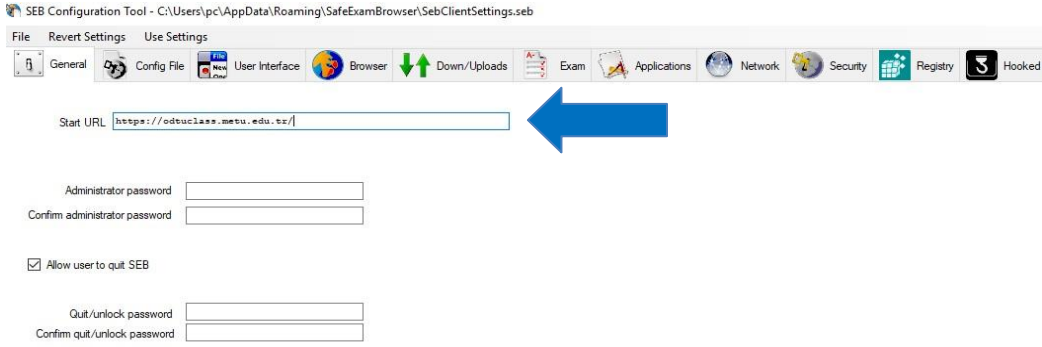 SEB Configuration Tool - C:\Users\pc\AppData\Roaming\SafeExamBrowser\SebClientSettings.seb
File Revert Settings Use Settings
General Config File User Interface Browser Down/Uploads Exam Applications Network Security Registry Hooked
Start URL https://odtuclass.metu.edu.tr/
Administrator password
Confirm administrator password
Allow user to quit SEB
Quit/unlock password
Confirm quit/unlock password